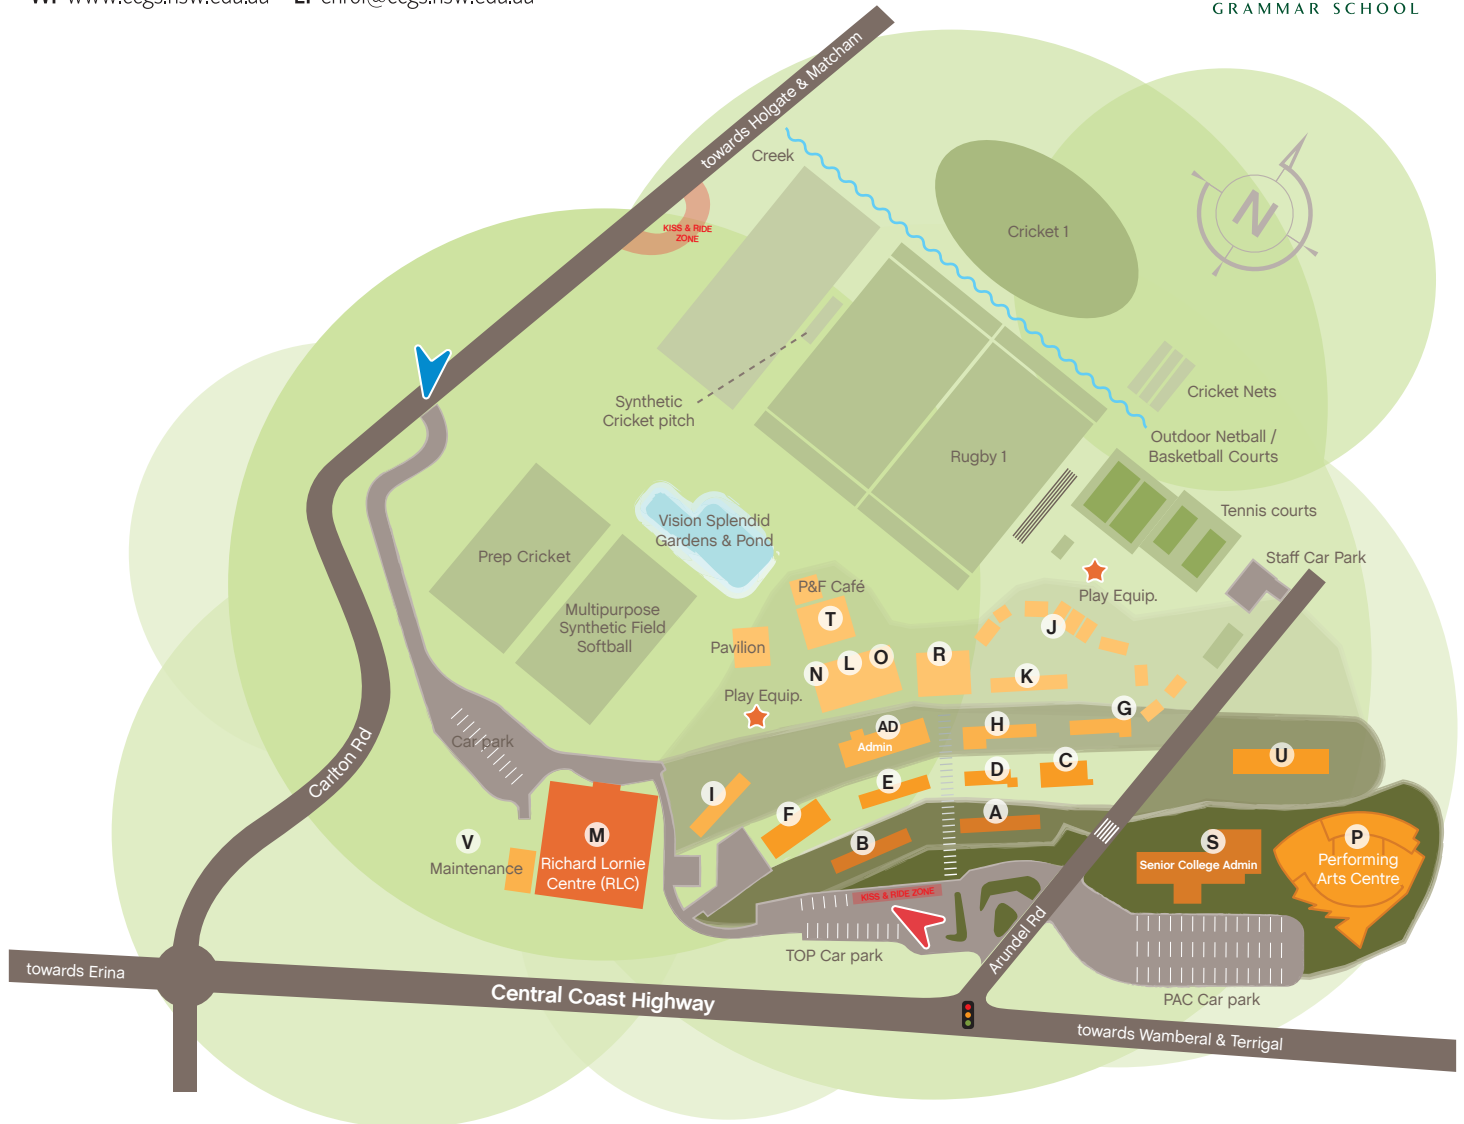 GRAMMAR SCHOOL
towards Holgate & Matcham
Creek
KISS & RIDE
ZONE
Cricket 1
N
Synthetic
Cricket pitch
Cricket Nets
Rugby 1
Outdoor Netball /
Basketball Courts
Tennis courts
Vision Splendid
Gardens & Pond
Prep Cricket
Staff Car Park
P&F Café
Play Equip.
Multipurpose
Synthetic Field
Softball
T
J
Pavilion
N
L
O
R
K
Play Equip.
G
AD
Admin
H
Car park
Carlton Rd
U
I
E
D
C
F
A
B
V
Maintenance
M
Richard Lornie
Centre (RLC)
S
Senior College Admin
P
Performing
Arts Centre
KISS & RIDE ZONE
TOP Car park
Arundel Rd
PAC Car park
towards Erina
Central Coast Highway
towards Wamberal & Terrigal